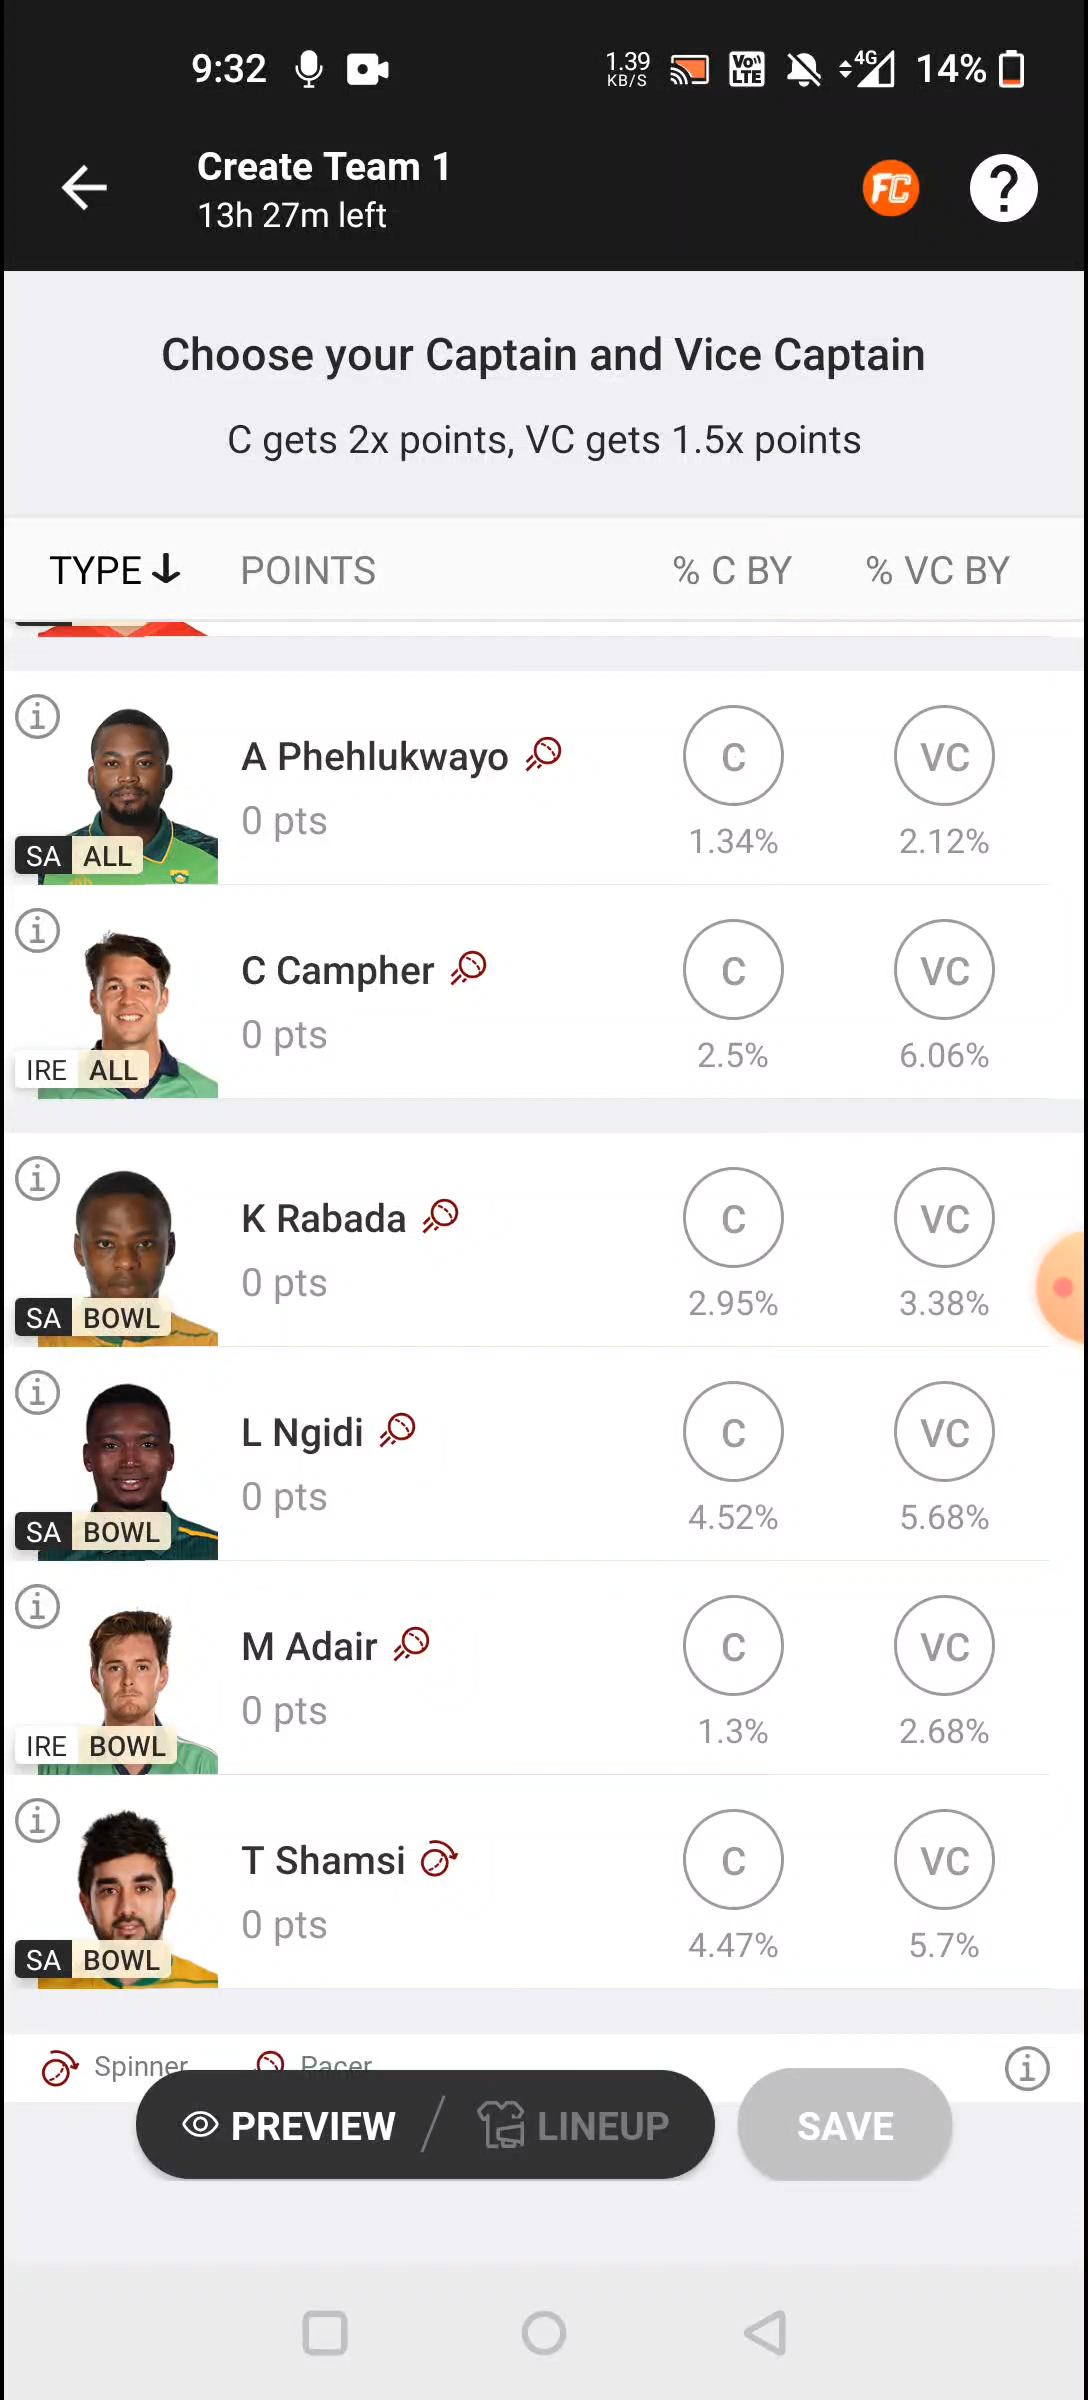 9:32 1.39 KB/S Vo)) LTE 4G 14%
Create Team 1
13h 27m left
FC ?
Choose your Captain and Vice Captain
C gets 2x points, VC gets 1.5x points
TYPE POINTS % C BY % VC BY
i A Phehlukwayo C VC
0 pts 1.34% 2.12%
SA ALL
i C Campher C VC
0 pts 2.5% 6.06%
IRE ALL
i K Rabada C VC
0 pts 2.95% 3.38%
SA BOWL
i L Ngidi C VC
0 pts 4.52% 5.68%
SA BOWL
i M Adair C VC
0 pts 1.3% 2.68%
IRE BOWL
i T Shamsi C VC
0 pts 4.47% 5.7%
SA BOWL
Spinner Pacer i
PREVIEW / LINEUP SAVE